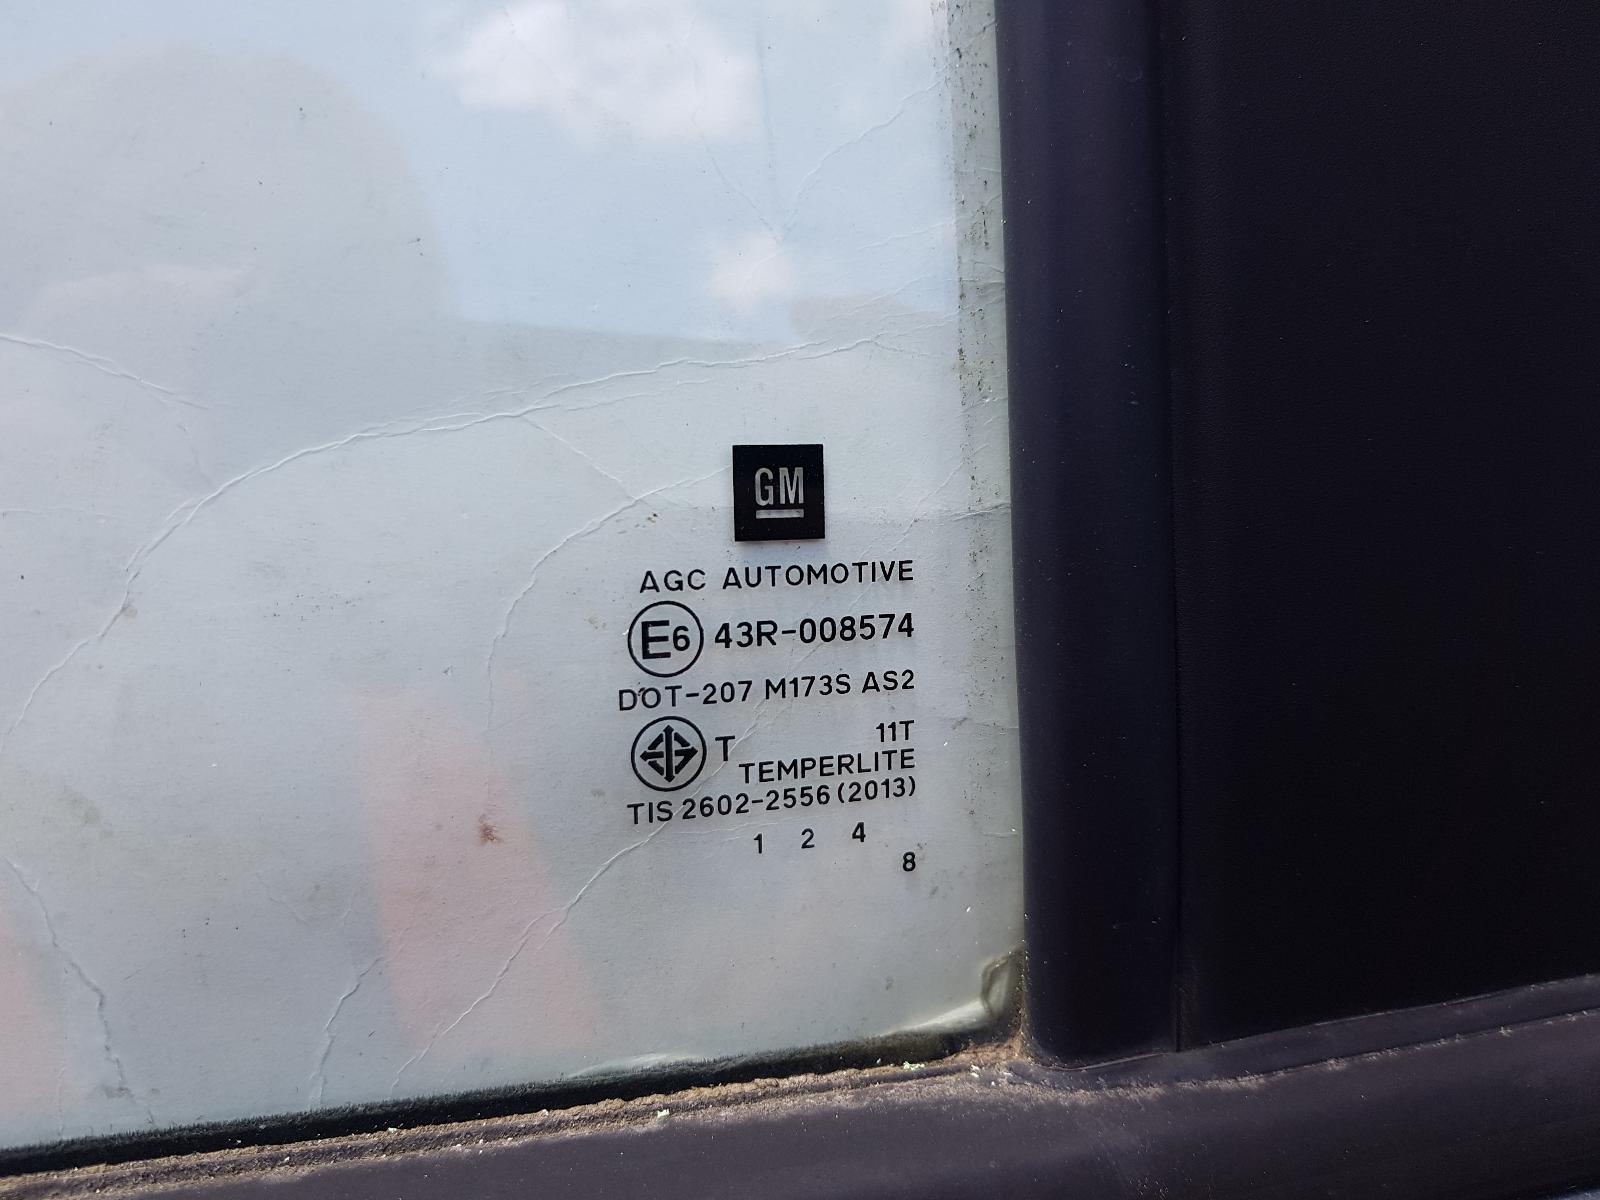 GM
AGC AUTOMOTIVE
E6 43R-008574
DOT-207 M173S AS2
T 11T
TEMPERLITE
TIS 2602-2556 (2013)
1 2 4
8